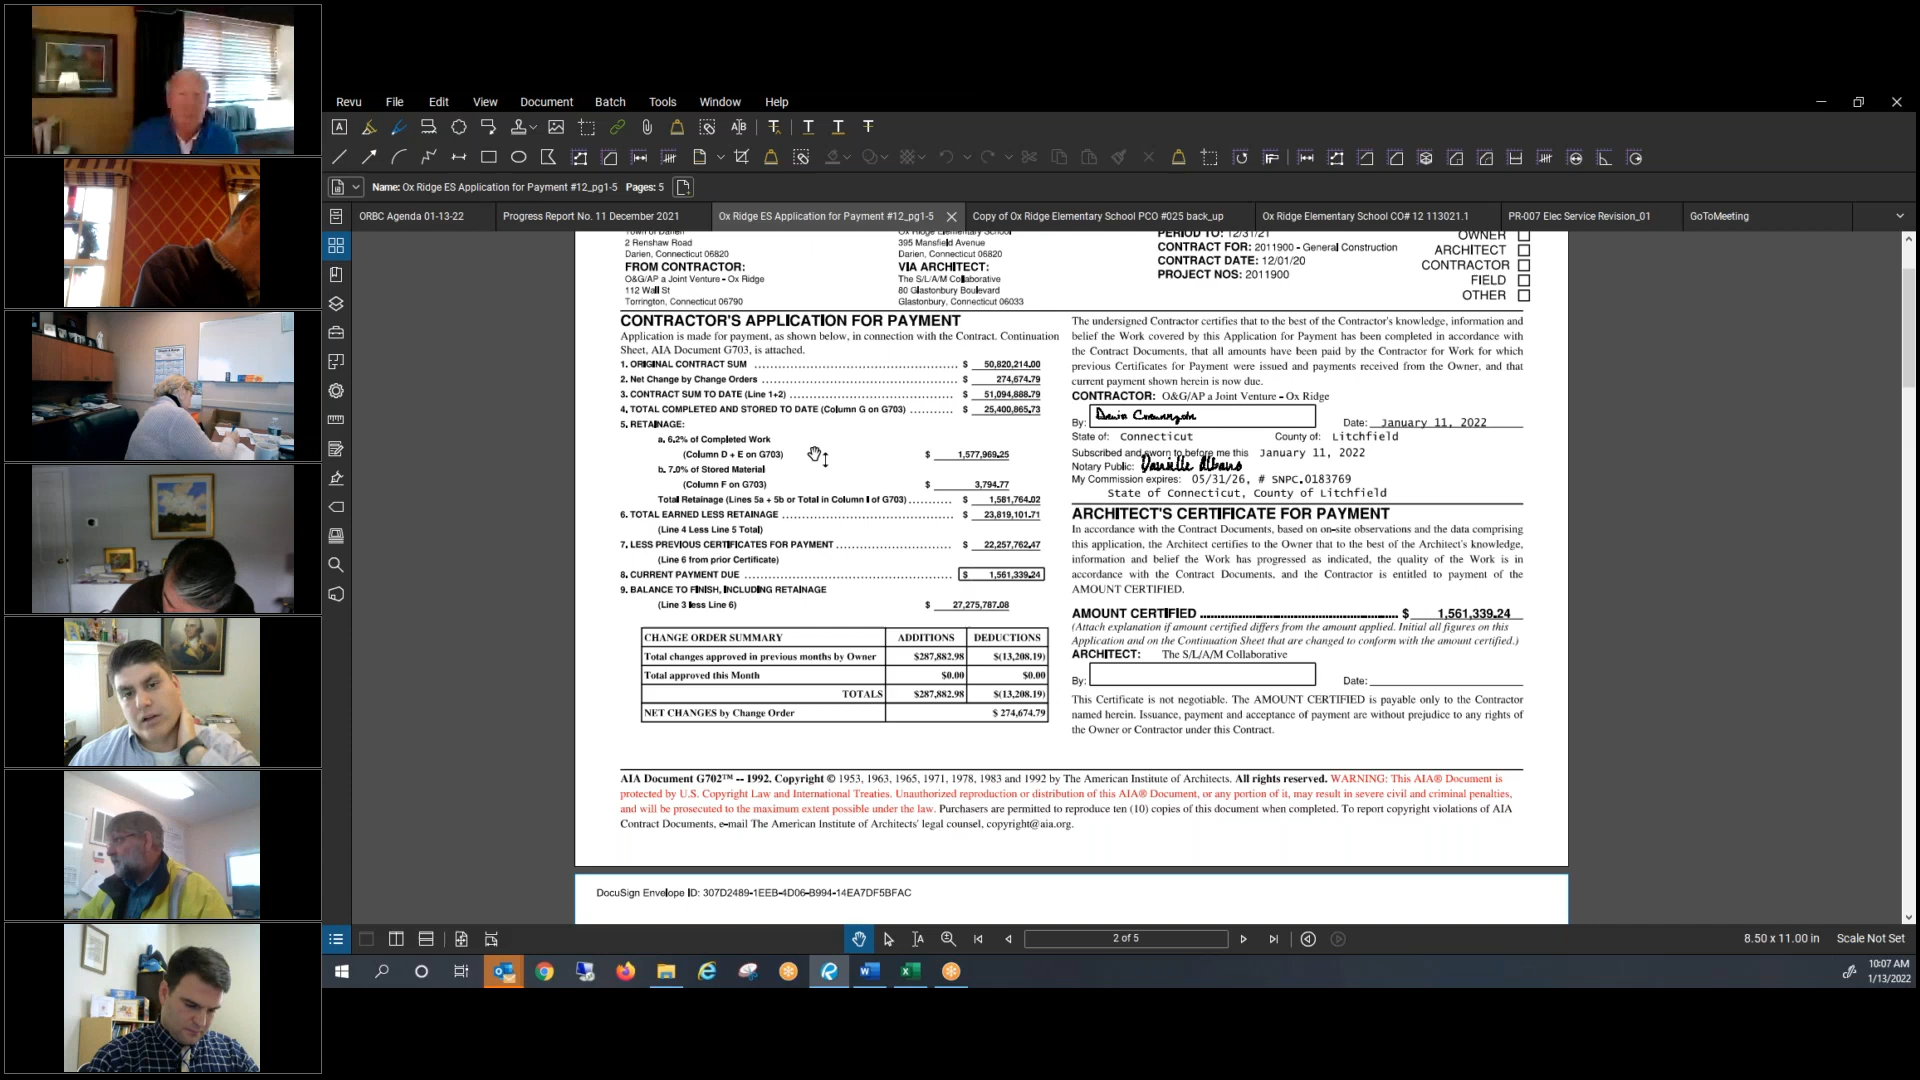 Revu File Edit View Document Batch Tools Window Help
Name: Ox Ridge ES Application for Payment #12_pg1-5 Pages: 5
ORBC Agenda 01-13-22
Progress Report No. 11 December 2021
Ox Ridge ES Application for Payment #12_pg1-5
Copy of Ox Ridge Elementary School PCO #025 back_up
Ox Ridge Elementary School CO# 12 113021.1
PR-007 Elec Service Revision_01
GoToMeeting
Town of Darien
2 Renshaw Road
Darien, Connecticut 06820
FROM CONTRACTOR:
O&G/AP a Joint Venture - Ox Ridge
112 Wall St
Torrington, Connecticut 06790
Ox Ridge Elementary School
395 Mansfield Avenue
Darien, Connecticut 06820
VIA ARCHITECT:
The S/L/A/M Collaborative
80 Glastonbury Boulevard
Glastonbury, Connecticut 06033
PERIOD TO: 12/31/21
CONTRACT FOR: 2011900 - General Construction
CONTRACT DATE: 12/01/20
PROJECT NOS: 2011900
OWNER
ARCHITECT
CONTRACTOR
FIELD
OTHER
CONTRACTOR'S APPLICATION FOR PAYMENT
Application is made for payment, as shown below, in connection with the Contract. Continuation
Sheet, AIA Document G703, is attached.
1. ORIGINAL CONTRACT SUM $ 50,820,214.00
2. Net Change by Change Orders $ 274,674.79
3. CONTRACT SUM TO DATE (Line 1+2) $ 51,094,888.79
4. TOTAL COMPLETED AND STORED TO DATE (Column G on G703) $ 25,400,865.73
5. RETAINAGE:
a. 6.2% of Completed Work
(Column D + E on G703) $ 1,577,969.25
b. 7.0% of Stored Material
(Column F on G703) $ 3,794.77
Total Retainage (Lines 5a + 5b or Total in Column I of G703) $ 1,581,764.02
6. TOTAL EARNED LESS RETAINAGE $ 23,819,101.71
(Line 4 Less Line 5 Total)
7. LESS PREVIOUS CERTIFICATES FOR PAYMENT $ 22,257,762.47
(Line 6 from prior Certificate)
8. CURRENT PAYMENT DUE $ 1,561,339.24
9. BALANCE TO FINISH, INCLUDING RETAINAGE
(Line 3 less Line 6) $ 27,275,787.08
CHANGE ORDER SUMMARY ADDITIONS DEDUCTIONS
Total changes approved in previous months by Owner $287,882.98 $(13,208.19)
Total approved this Month $0.00 $0.00
TOTALS $287,882.98 $(13,208.19)
NET CHANGES by Change Order $ 274,674.79
The undersigned Contractor certifies that to the best of the Contractor's knowledge, information and
belief the Work covered by this Application for Payment has been completed in accordance with
the Contract Documents, that all amounts have been paid by the Contractor for Work for which
previous Certificates for Payment were issued and payments received from the Owner, and that
current payment shown herein is now due.
CONTRACTOR: O&G/AP a Joint Venture - Ox Ridge
By: Date: January 11, 2022
State of: Connecticut County of: Litchfield
Subscribed and sworn to before me this January 11, 2022
Notary Public: Danielle Albans
My Commission expires: 05/31/26, # SNPC.0183769
State of Connecticut, County of Litchfield
ARCHITECT'S CERTIFICATE FOR PAYMENT
In accordance with the Contract Documents, based on on-site observations and the data comprising
this application, the Architect certifies to the Owner that to the best of the Architect's knowledge,
information and belief the Work has progressed as indicated, the quality of the Work is in
accordance with the Contract Documents, and the Contractor is entitled to payment of the
AMOUNT CERTIFIED.
AMOUNT CERTIFIED $ 1,561,339.24
(Attach explanation if amount certified differs from the amount applied. Initial all figures on this
Application and on the Continuation Sheet that are changed to conform with the amount certified.)
ARCHITECT: The S/L/A/M Collaborative
By: Date:
This Certificate is not negotiable. The AMOUNT CERTIFIED is payable only to the Contractor
named herein. Issuance, payment and acceptance of payment are without prejudice to any rights of
the Owner or Contractor under this Contract.
AIA Document G702™ -- 1992. Copyright © 1953, 1963, 1965, 1971, 1978, 1983 and 1992 by The American Institute of Architects. All rights reserved. WARNING: This AIA® Document is
protected by U.S. Copyright Law and International Treaties. Unauthorized reproduction or distribution of this AIA® Document, or any portion of it, may result in severe civil and criminal penalties,
and will be prosecuted to the maximum extent possible under the law. Purchasers are permitted to reproduce ten (10) copies of this document when completed. To report copyright violations of AIA
Contract Documents, e-mail The American Institute of Architects' legal counsel, copyright@aia.org.
DocuSign Envelope ID: 307D2489-1EEB-4D06-B994-14EA7DF5BFAC
2 of 5
8.50 x 11.00 in Scale Not Set
10:07 AM
1/13/2022